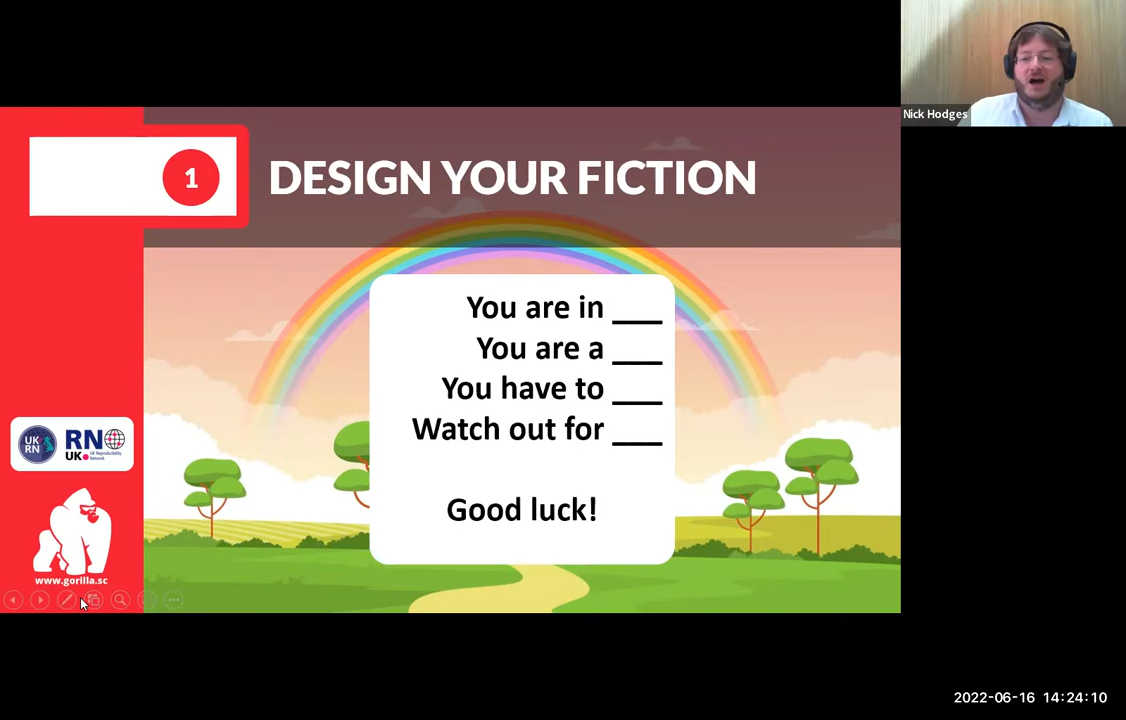 Nick Hodges
1
DESIGN YOUR FICTION
You are in ___
You are a ___
You have to ___
Watch out for ___
Good luck!
UK
RN
RN
UK
UK Reproducibility
Network
www.gorilla.sc
2022-06-16 14:24:10